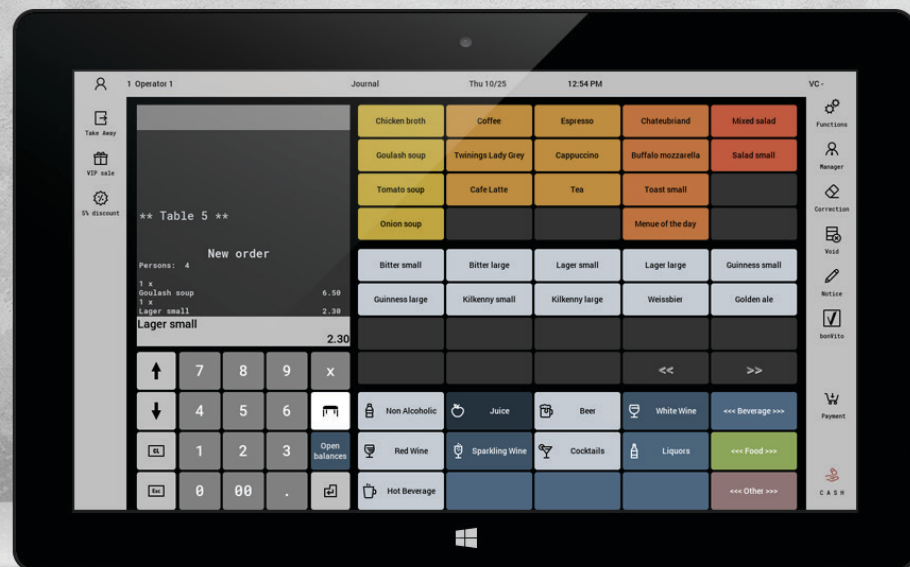 1 Operator 1 Journal Thu 10/25 12:54 PM VC -
Take Away
VIP sale
5% discount
** Table 5 **
New order
Persons: 4
1 x
Goulash soup 6.50
1 x
Lager small 2.30
Lager small
2.30
7 8 9 x
4 5 6
CL 1 2 3 Open balances
Esc 0 00 .
Chicken broth Coffee Espresso Chateubriand Mixed salad
Goulash soup Twinings Lady Grey Cappuccino Buffalo mozzarella Salad small
Tomato soup Cafe Latte Tea Toast small
Onion soup Menue of the day
Bitter small Bitter large Lager small Lager large Guinness small
Guinness large Kilkenny small Kilkenny large Weissbier Golden ale
<< >>
Non Alcoholic Juice Beer White Wine <<< Beverage >>>
Red Wine Sparkling Wine Cocktails Liquors <<< Food >>>
Hot Beverage <<< Other >>>
Functions
Manager
Correction
Void
Notice
bonVito
Payment
CASH